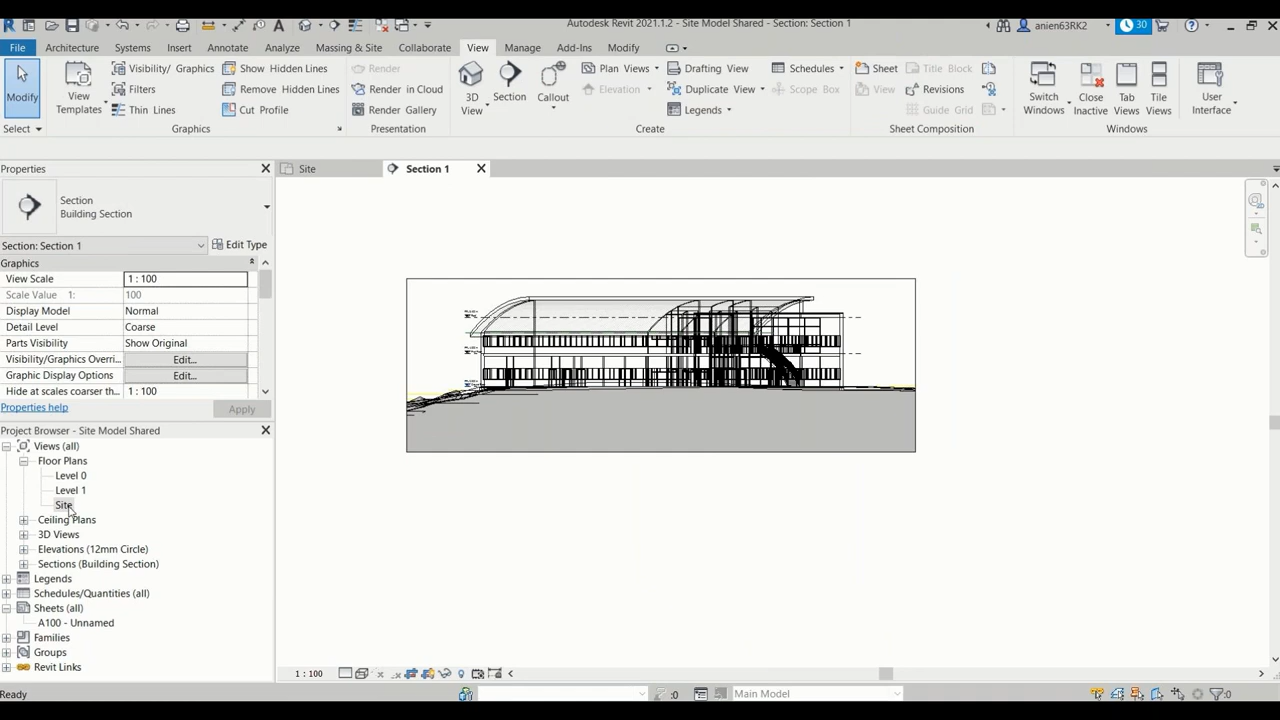 Autodesk Revit 2021.1.2 - Site Model Shared - Section: Section 1
anien63RK2
30
File Architecture Structure Systems Insert Annotate Analyze Massing & Site Collaborate View Manage Add-Ins Modify
Modify
View Templates
Visibility/ Graphics
Filters
Thin Lines
Show Hidden Lines
Remove Hidden Lines
Cut Profile
Render
Render in Cloud
Render Gallery
3D View
Section
Callout
Plan Views
Elevation
Drafting View
Duplicate View
Legends
Schedules
Scope Box
Sheet
View
Title Block
Revisions
Guide Grid
Switch Windows
Close Inactive
Tab Views
Tile Views
User Interface
Select Graphics Presentation Create Sheet Composition Windows
Properties
Site
Section 1
Section
Building Section
Section: Section 1
Edit Type
Graphics
View Scale 1 : 100
Scale Value 1: 100
Display Model Normal
Detail Level Coarse
Parts Visibility Show Original
Visibility/Graphics Overri... Edit...
Graphic Display Options Edit...
Hide at scales coarser th... 1 : 100
Properties help
Apply
Project Browser - Site Model Shared
Views (all)
Floor Plans
Level 0
Level 1
Site
Ceiling Plans
3D Views
Elevations (12mm Circle)
Sections (Building Section)
Legends
Schedules/Quantities (all)
Sheets (all)
A100 - Unnamed
Families
Groups
Revit Links
1 : 100
Ready
:0
Main Model
:0